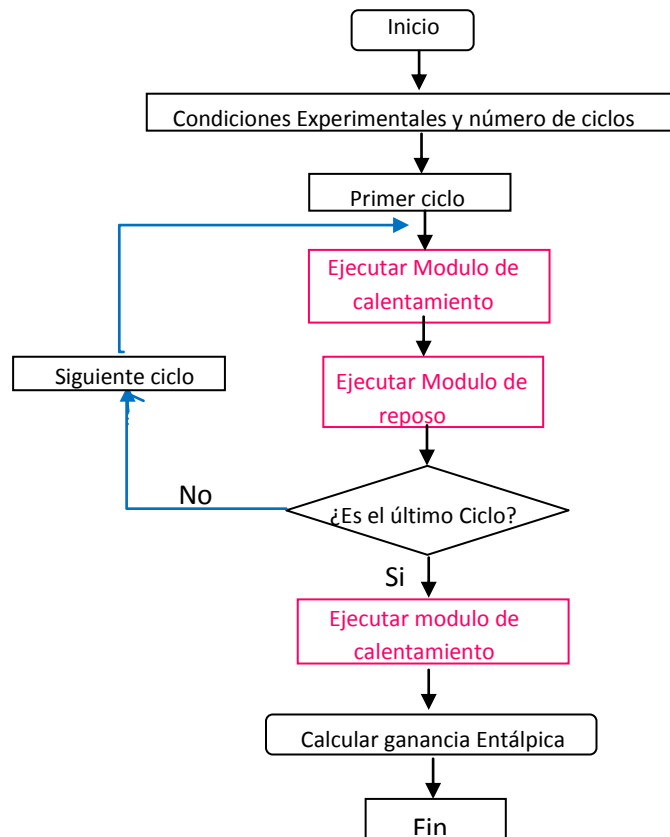 Inicio
Condiciones Experimentales y número de ciclos
Primer ciclo
Ejecutar Modulo de
calentamiento
Siguiente ciclo
Ejecutar Modulo de
reposo
No
¿Es el último Ciclo?
Si
Ejecutar modulo de
calentamiento
Calcular ganancia Entálpica
Fin